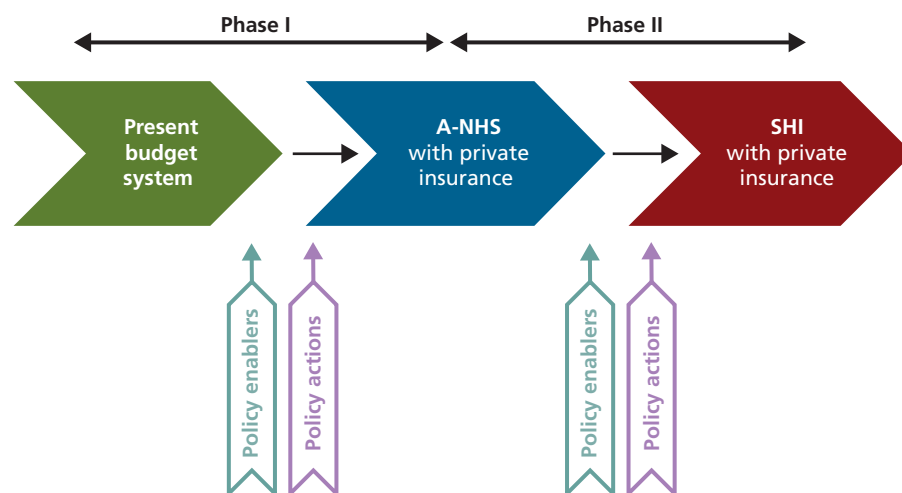 Phase I
Phase II
Present
budget
system
A-NHS
with private
insurance
SHI
with private
insurance
Policy enablers
Policy actions
Policy enablers
Policy actions